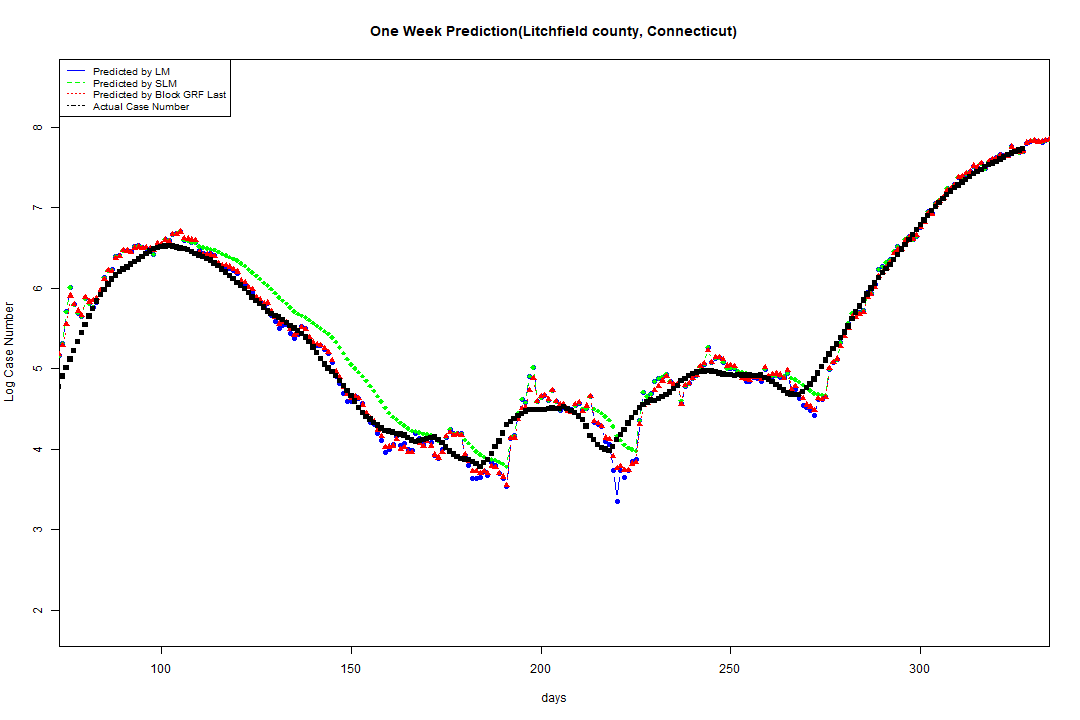 One Week Prediction(Litchfield county, Connecticut)
Predicted by LM
Predicted by SLM
Predicted by Block GRF Last
Actual Case Number
Log Case Number
8
7
6
5
4
3
2
100 150 200 250 300
days